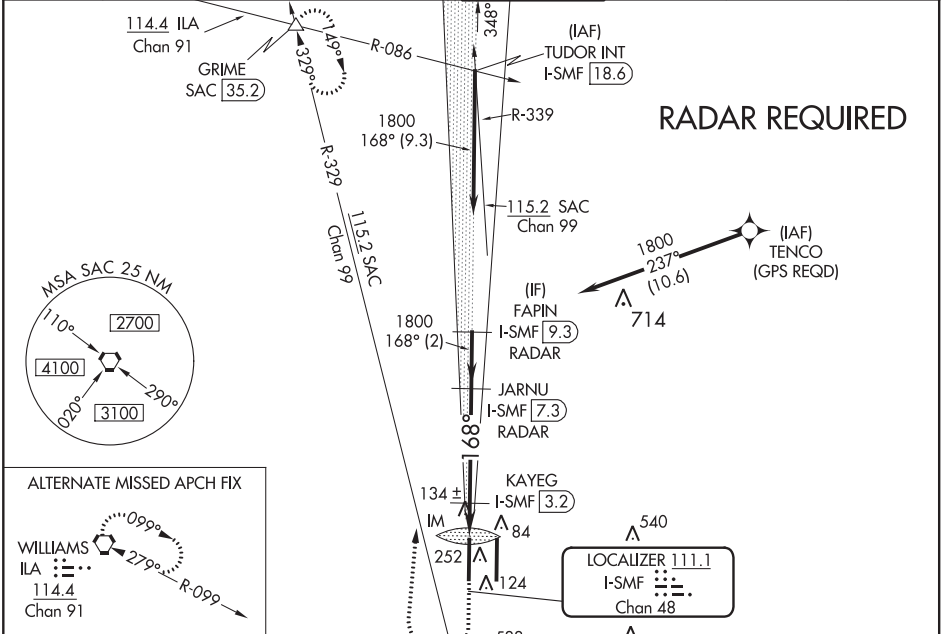 114.4 ILA
Chan 91
GRIME
SAC 35.2
149°
329°
R-086
348°
(IAF)
TUDOR INT
I-SMF 18.6
RADAR REQUIRED
R-339
1800
168° (9.3)
R-329
115.2 SAC
Chan 99
115.2 SAC
Chan 99
1800
237°
(10.6)
(IAF)
TENCO
(GPS REQD)
714
MSA SAC 25 NM
110°
2700
4100
020°
3100
290°
(IF)
FAPIN
I-SMF 9.3
RADAR
1800
168° (2)
JARNU
I-SMF 7.3
RADAR
168°
KAYEG
I-SMF 3.2
134 ±
IM
84
252
124
540
ALTERNATE MISSED APCH FIX
WILLIAMS
ILA
114.4
Chan 91
099°
279°
R-099
LOCALIZER 111.1
I-SMF
Chan 48